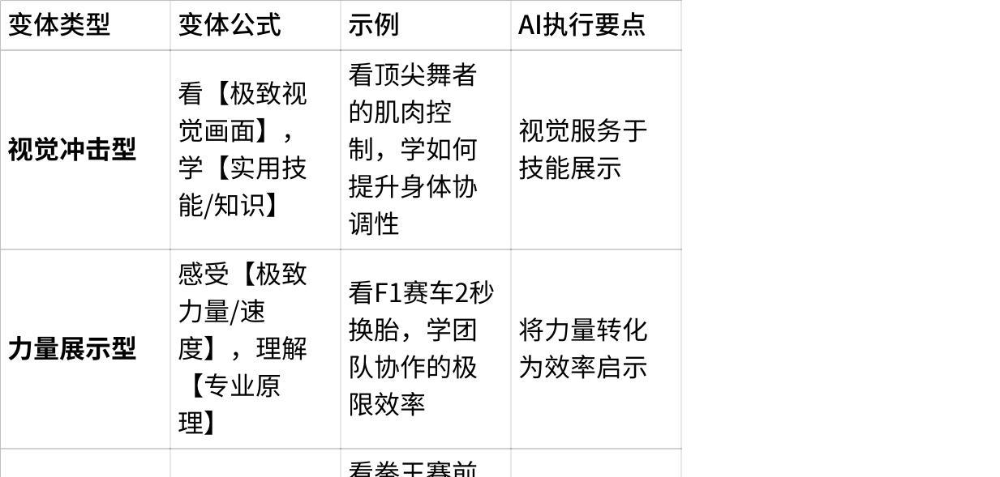 变体类型
变体公式
示例
AI执行要点
视觉冲击型
看【极致视
觉画面】，
学【实用技
能/知识】
看顶尖舞者
的肌肉控
制，学如何
提升身体协
调性
视觉服务于
技能展示
力量展示型
感受【极致
力量/速
度】，理解
【专业原
理】
看F1赛车2秒
换胎，学团
队协作的极
限效率
将力量转化
为效率启示
看拳王赛前